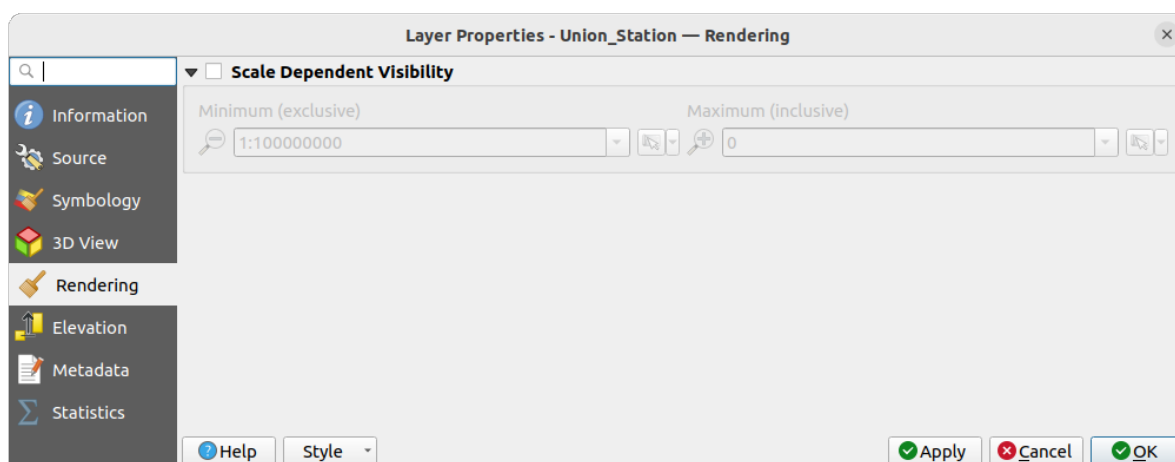 Layer Properties - Union_Station — Rendering
Scale Dependent Visibility
Information
Source
Symbology
3D View
Rendering
Elevation
Metadata
Statistics
Minimum (exclusive)
Maximum (inclusive)
1:100000000
0
Help
Style
Apply
Cancel
OK